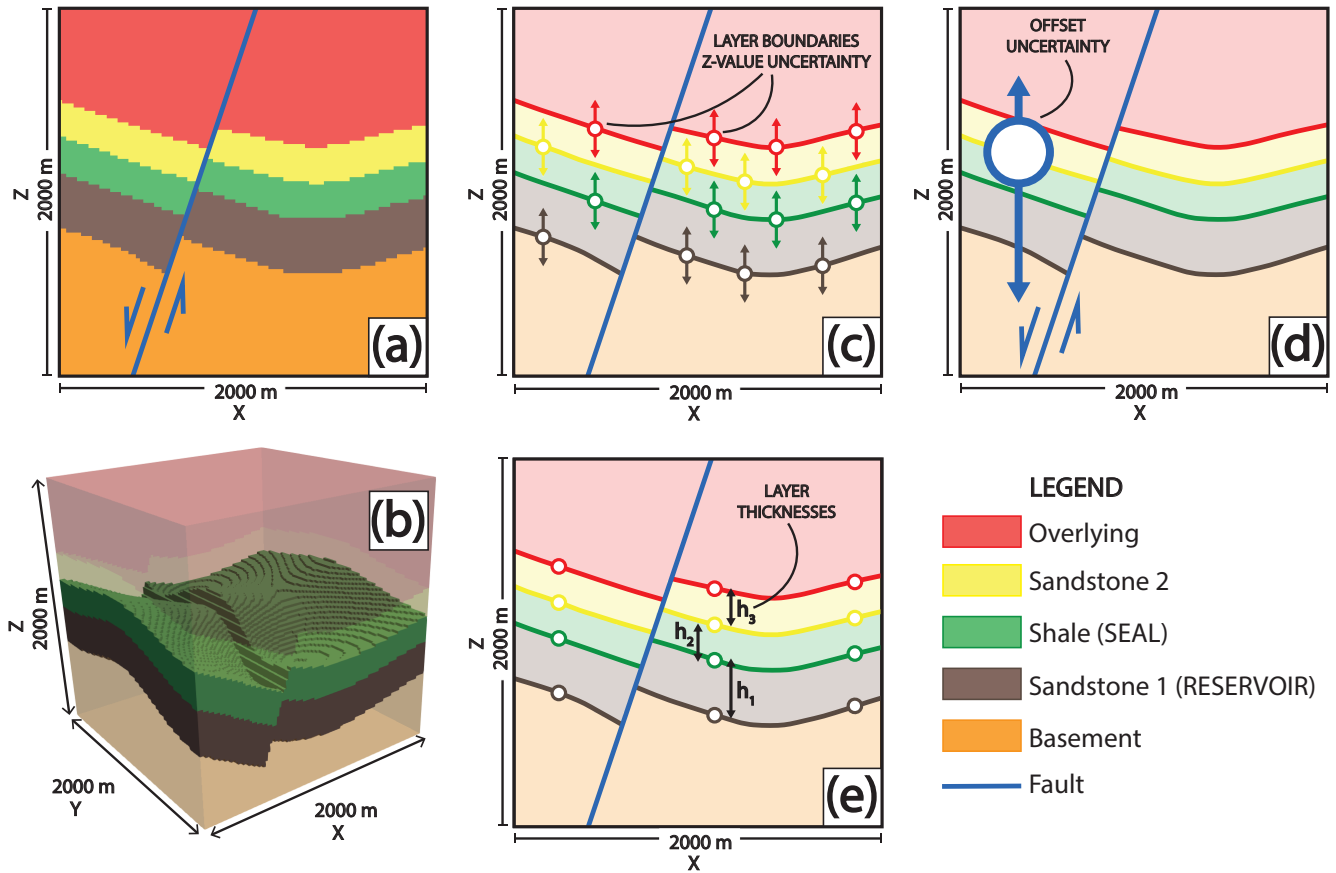 Z
2000 m
(a)
2000 m
X
LAYER BOUNDARIES
Z-VALUE UNCERTAINTY
Z
2000 m
(c)
2000 m
X
OFFSET
UNCERTAINTY
Z
2000 m
(d)
2000 m
X
(b)
Z
2000 m
2000 m
Y
2000 m
X
LAYER
THICKNESSES
h3
h2
h1
Z
2000 m
(e)
2000 m
X
LEGEND
Overlying
Sandstone 2
Shale (SEAL)
Sandstone 1 (RESERVOIR)
Basement
Fault